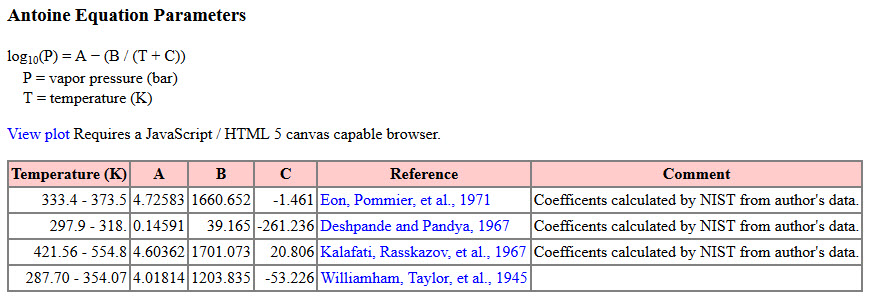 Antoine Equation Parameters
log10(P) = A − (B / (T + C))
P = vapor pressure (bar)
T = temperature (K)
View plot Requires a JavaScript / HTML 5 canvas capable browser.
Temperature (K) A B C Reference Comment
333.4 - 373.5 4.72583 1660.652 -1.461 Eon, Pommier, et al., 1971 Coefficents calculated by NIST from author's data.
297.9 - 318. 0.14591 39.165 -261.236 Deshpande and Pandya, 1967 Coefficents calculated by NIST from author's data.
421.56 - 554.8 4.60362 1701.073 20.806 Kalafati, Rasskazov, et al., 1967 Coefficents calculated by NIST from author's data.
287.70 - 354.07 4.01814 1203.835 -53.226 Williamham, Taylor, et al., 1945